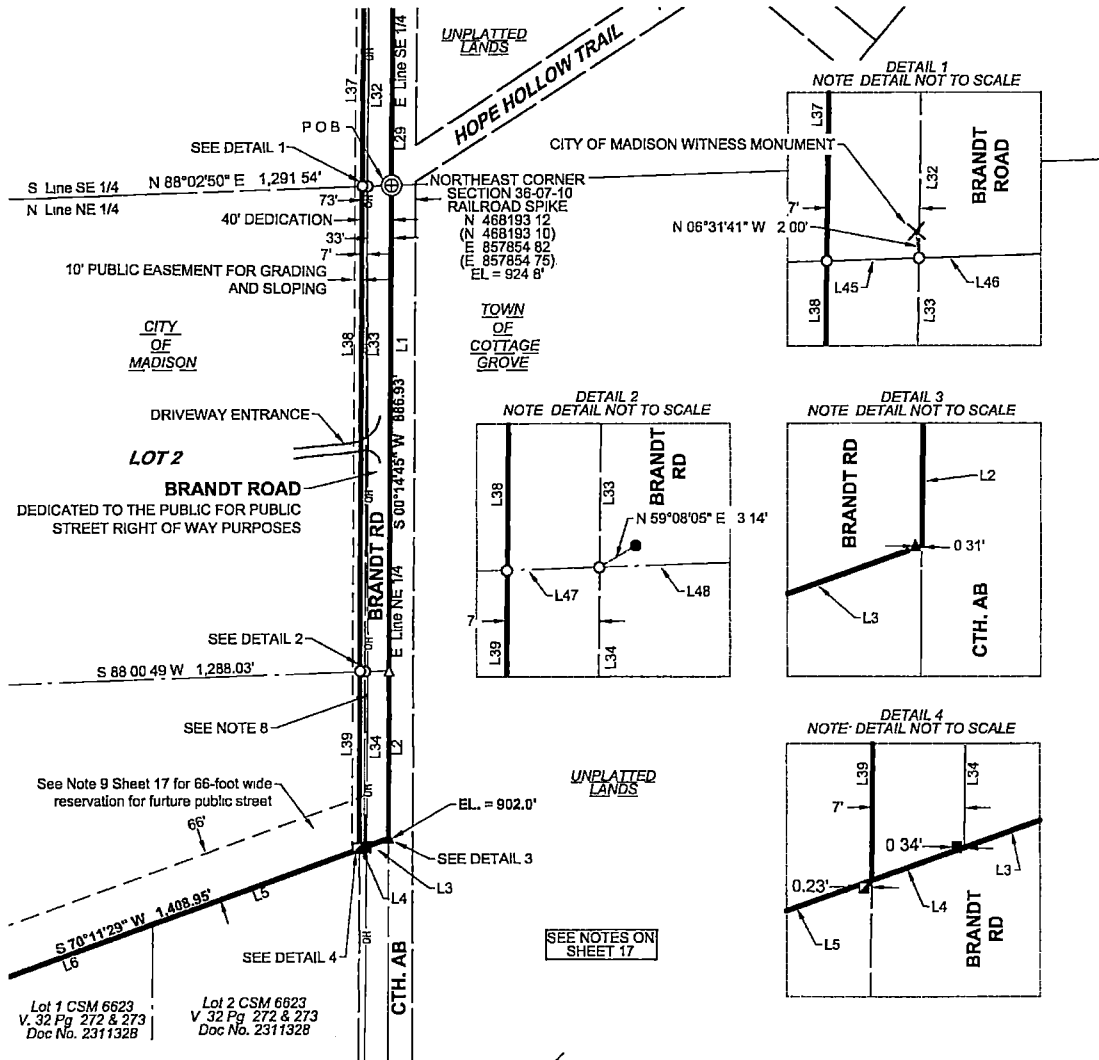 UNPLATTED
LANDS
HOPE HOLLOW TRAIL
L37
L32
E Line SE 1/4
L29
P O B
SEE DETAIL 1
S Line SE 1/4
N Line NE 1/4
N 88°02'50" E 1,291 54'
73'
40' DEDICATION
33'
7'
10' PUBLIC EASEMENT FOR GRADING
AND SLOPING
NORTHEAST CORNER
SECTION 36-07-10
RAILROAD SPIKE
N 468193 12
(N 468193 10)
E 857854 82
(E 857854 75)
EL = 924 8'
CITY
OF
MADISON
L38
L33
L1
TOWN
OF
COTTAGE
GROVE
DRIVEWAY ENTRANCE
LOT 2
BRANDT ROAD
DEDICATED TO THE PUBLIC FOR PUBLIC
STREET RIGHT OF WAY PURPOSES
BRANDT RD
S 00°14'45" W 886.93'
E Line NE 1/4
OH
SEE DETAIL 2
S 88 00 49 W 1,288.03'
SEE NOTE 8
L39
L34
L2
See Note 9 Sheet 17 for 66-foot wide
reservation for furture public street
66'
EL. = 902.0'
SEE DETAIL 3
L3
L4
S 70°11'29" W 1,408.95'
L5
L6
SEE DETAIL 4
CTH. AB
UNPLATTED
LANDS
SEE NOTES ON
SHEET 17
Lot 1 CSM 6623
V. 32 Pg 272 & 273
Doc No. 2311328
Lot 2 CSM 6623
V 32 Pg 272 & 273
Doc No. 2311328
DETAIL 1
NOTE DETAIL NOT TO SCALE
L37
CITY OF MADISON WITNESS MONUMENT
L32
BRANDT
ROAD
7'
N 06°31'41" W 2 00'
L45
L46
L38
L33
DETAIL 2
NOTE DETAIL NOT TO SCALE
L38
L33
BRANDT
RD
N 59°08'05" E 3 14'
L47
L48
7
L39
L34
DETAIL 3
NOTE DETAIL NOT TO SCALE
BRANDT RD
L2
0 31'
L3
CTH. AB
DETAIL 4
NOTE- DETAIL NOT TO SCALE
L39
L34
7'
0 34'
L3
0.23'
L4
L5
BRANDT
RD